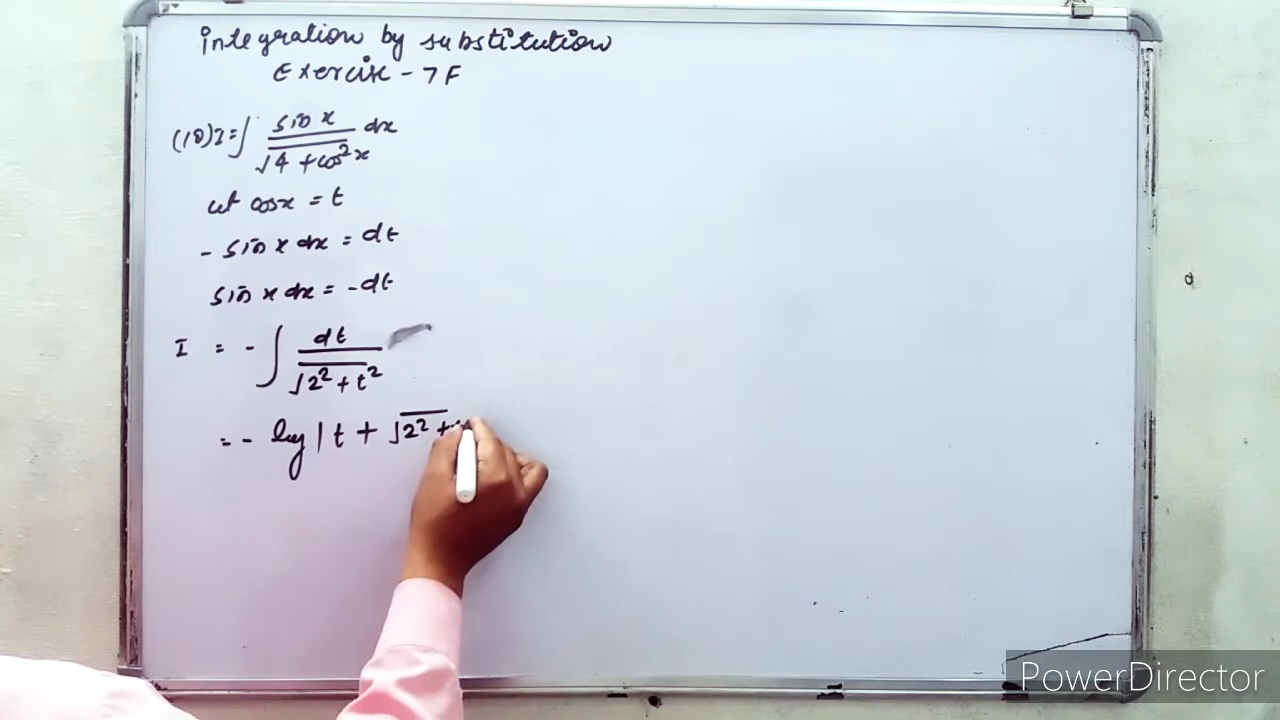 integration by substitution
Exercise - 7F
(18) I = ∫ sin x / √4 + cos²x dx
let cosx = t
- sin x dx = dt
sin x dx = -dt
I = - ∫ dt / √2² + t²
= - log | t + √2² +
PowerDirector